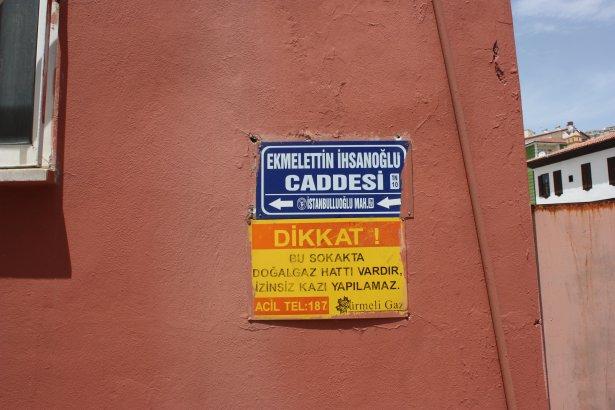 EKMELETTİN İHSANOĞLU
CADDESİ
İSTANBULLUOĞLU MAH.
DİKKAT !
BU SOKAKTA
DOĞALGAZ HATTI VARDIR,
İZİNSİZ KAZI YAPILAMAZ.
ACİL TEL:187 Sürmeli Gaz